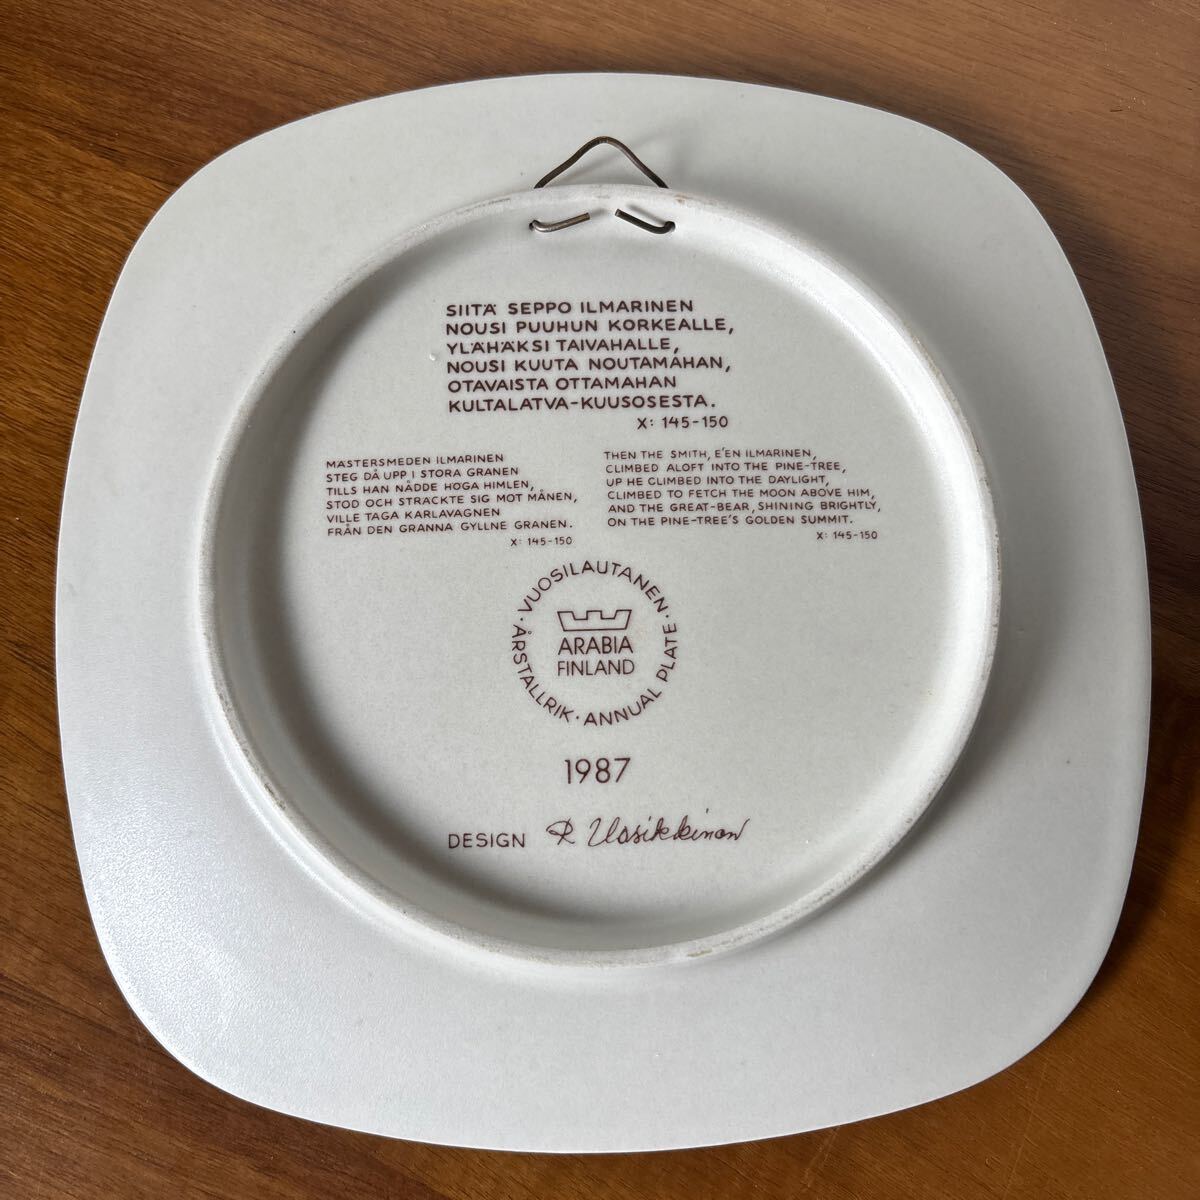 SIITÄ SEPPO ILMARINEN
NOUSI PUUHUN KORKEALLE,
YLÄHÄKSI TAIVAHALLE,
NOUSI KUUTA NOUTAMAHAN,
OTAVAISTA OTTAMAHAN
KULTALATVA-KUUSOSESTA.
X: 145-150
MÄSTERSMEDEN ILMARINEN
STEG DÅ UPP I STORA GRANEN
TILLS HAN NÅDDE HÖGA HIMLEN,
STOD OCH STRÄCKTE SIG MOT MÅNEN,
VILLE TAGA KARLAVAGNEN
FRÅN DEN GRANNA GYLLNE GRANEN.
X: 145-150
THEN THE SMITH, E'EN ILMARINEN,
CLIMBED ALOFT INTO THE PINE-TREE,
UP HE CLIMBED INTO THE DAYLIGHT,
CLIMBED TO FETCH THE MOON ABOVE HIM,
AND THE GREAT-BEAR, SHINING BRIGHTLY,
ON THE PINE-TREE'S GOLDEN SUMMIT.
X: 145-150
· VUOSILAUTANEN · ANNUAL PLATE · ÅRSTALLRIK
ARABIA
FINLAND
1987
DESIGN R Uosikkinen